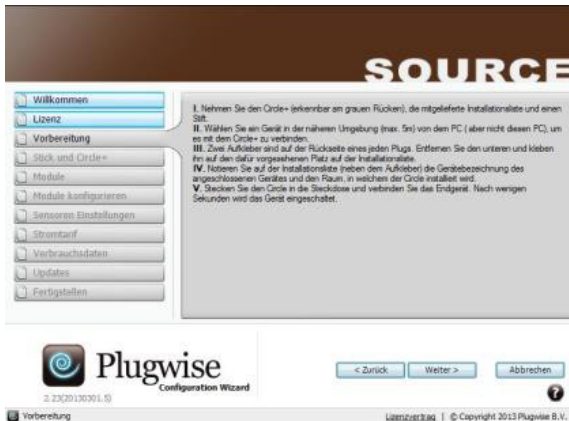 SOURCE
Willkommen
Lizenz
Vorbereitung
Stick und Circle+
Module
Module konfigurieren
Sensoren Einstellungen
Stromtarif
Verbrauchsdaten
Updates
Fertigstellen
I. Nehmen Sie den Circle+ (erkennbar am grauen Rücken), die mitgelieferte Installationsliste und einen
Stift.
II. Wählen Sie ein Gerät in der näheren Umgebung (max. 5m) von dem PC ( aber nicht diesen PC), um
es mit dem Circle+ zu verbinden.
III. Zwei Aufkleber sind auf der Rückseite eines jeden Plugs. Entfernen Sie den unteren und kleben
ihn auf den dafür vorgesehenen Platz auf der Installationsliste.
IV. Notieren Sie auf der Installationsliste (neben dem Aufkleber) die Gerätebezeichnung des
angeschlossenen Gerätes und den Raum, in welchem der Circle installiert wird.
V. Stecken Sie den Circle in die Steckdose und verbinden Sie das Endgerät. Nach wenigen
Sekunden wird das Gerät eingeschaltet.
Plugwise
Configuration Wizard
2.23(20130301.5)
< Zurück
Weiter >
Abbrechen
?
Vorbereitung
Lizenzvertrag | © Copyright 2013 Plugwise B.V.